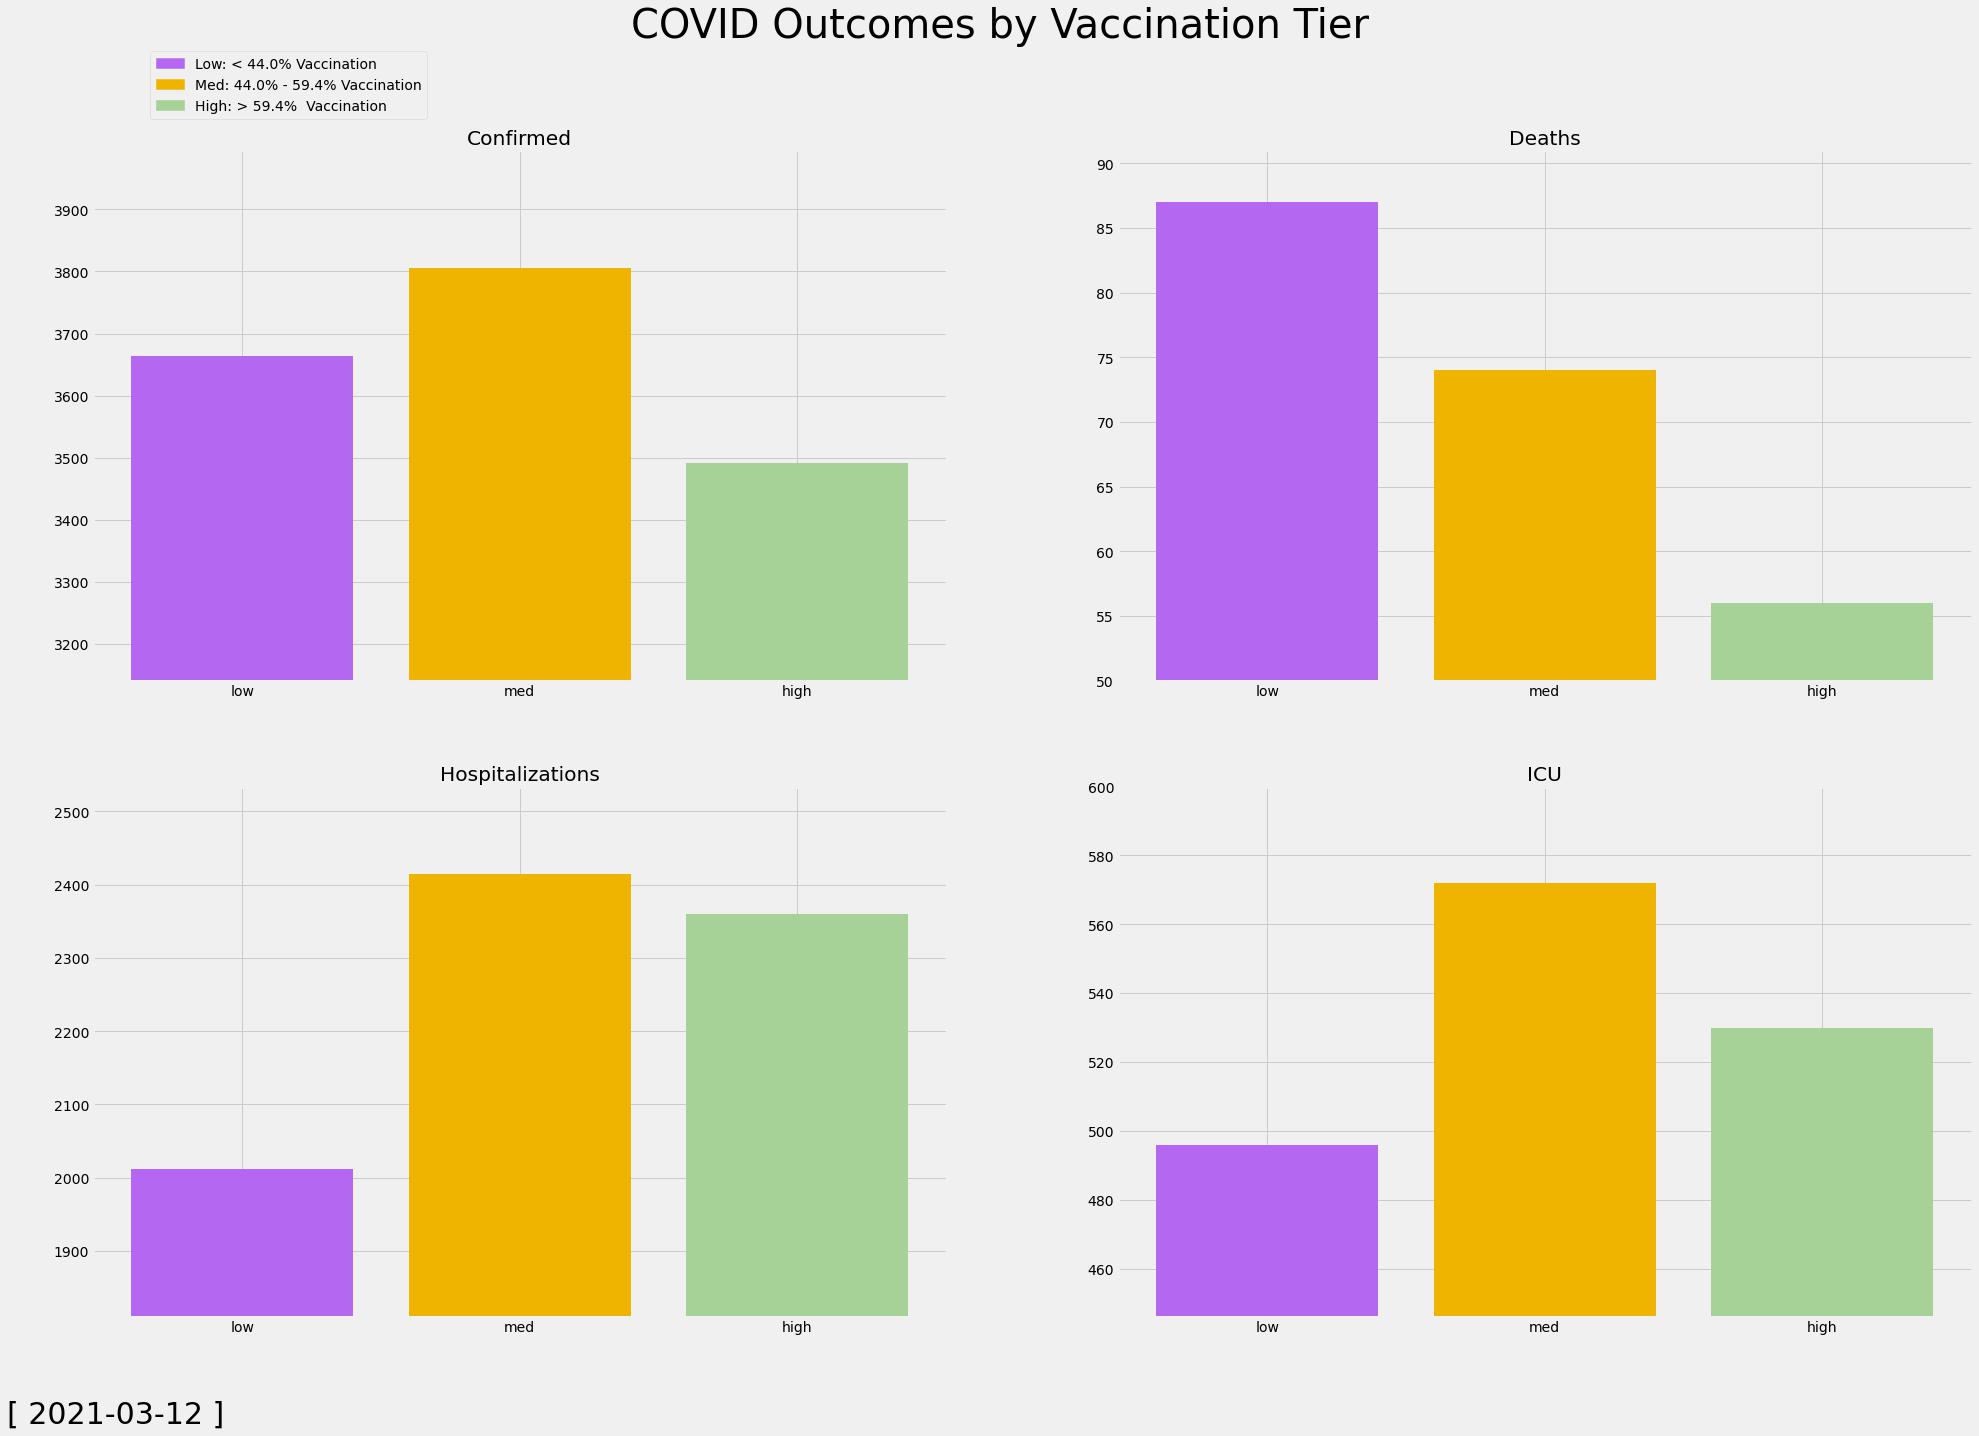 COVID Outcomes by Vaccination Tier
Low: < 44.0% Vaccination
Med: 44.0% - 59.4% Vaccination
High: > 59.4%  Vaccination
Confirmed
3900
3800
3700
3600
3500
3400
3300
3200
low med high
Deaths
90
85
80
75
70
65
60
55
50
low med high
Hospitalizations
2500
2400
2300
2200
2100
2000
1900
low med high
ICU
600
580
560
540
520
500
480
460
low med high
[ 2021-03-12 ]